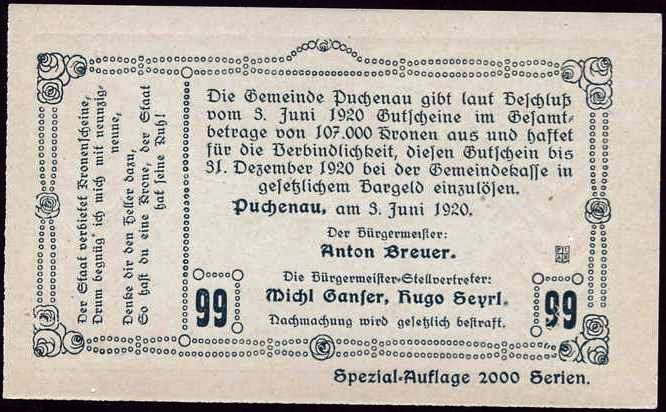 Der Staat verbietet Kronenscheine,
Drum begnüg' ich mich mit neunzig-
neune,
Denke dir den Heller dazu,
So hast du eine Krone, der Staat
hat seine Ruh!
Die Gemeinde Puchenau gibt laut Beschluß
vom 3. Juni 1920 Gutscheine im Gesamt-
betrage von 107.000 Kronen aus und haftet
für die Verbindlichkeit, diesen Gutschein bis
31. Dezember 1920 bei der Gemeindekasse in
gesetzlichem Bargeld einzulösen.
Puchenau, am 3. Juni 1920.
Der Bürgermeister:
Anton Breuer.
Die Bürgermeister-Stellvertreter:
Michl Ganser, Hugo Seyrl.
Nachmachung wird gesetzlich bestraft.
99 99
Spezial-Auflage 2000 Serien.